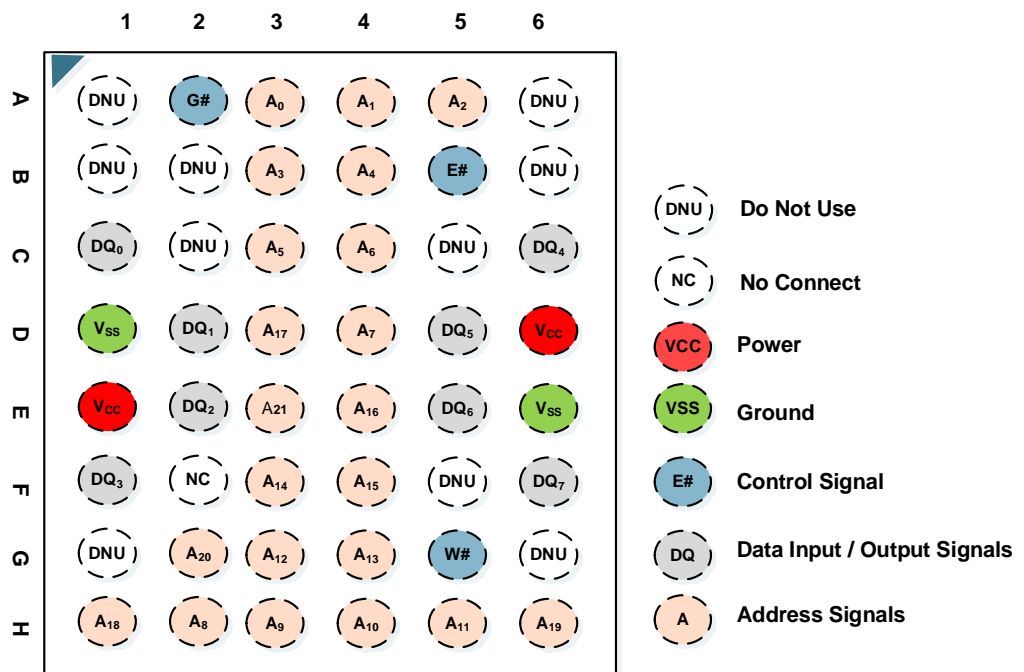 1 2 3 4 5 6
A DNU G# A0 A1 A2 DNU
B DNU DNU A3 A4 E# DNU
C DQ0 DNU A5 A6 DNU DQ4
D VSS DQ1 A17 A7 DQ5 VCC
E VCC DQ2 A21 A16 DQ6 VSS
F DQ3 NC A14 A15 DNU DQ7
G DNU A20 A12 A13 W# DNU
H A18 A8 A9 A10 A11 A19
DNU Do Not Use
NC No Connect
VCC Power
VSS Ground
E# Control Signal
DQ Data Input / Output Signals
A Address Signals